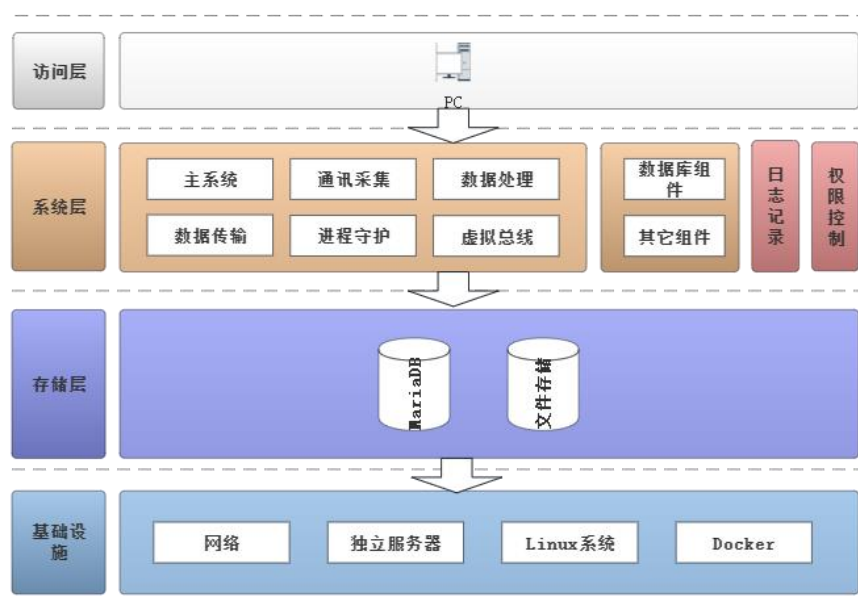 访问层
PC
系统层
主系统
通讯采集
数据处理
数据传输
进程守护
虚拟总线
数据库组
件
其它组件
日志记录
权限控制
存储层
MariaDB
文件存储
基础设
施
网络
独立服务器
Linux系统
Docker